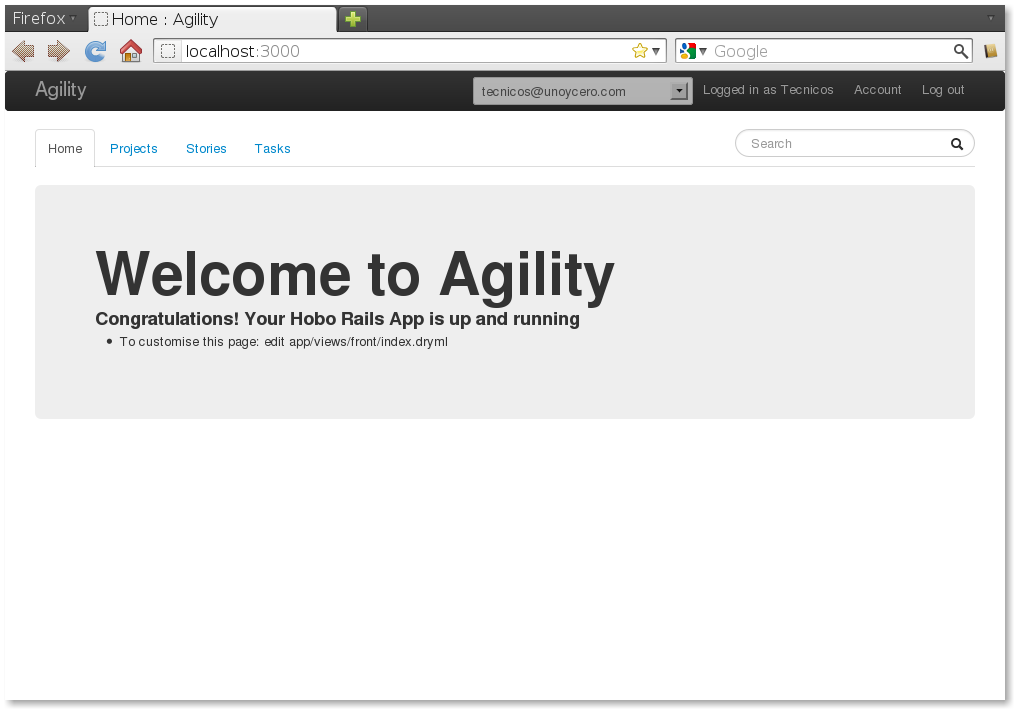 Firefox
Home : Agility
localhost:3000
Google
Agility
tecnicos@unoycero.com
Logged in as Tecnicos
Account
Log out
Home
Projects
Stories
Tasks
Search
Welcome to Agility
Congratulations! Your Hobo Rails App is up and running
To customise this page: edit app/views/front/index.dryml